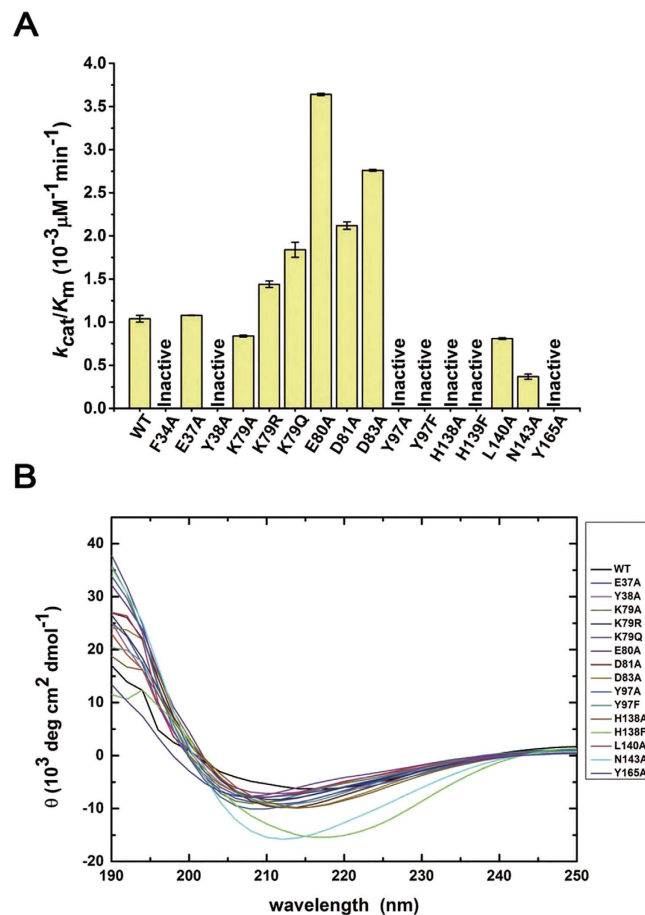 A
kcat/Km (10-3μM-1min-1)
4.0
3.5
3.0
2.5
2.0
1.5
1.0
0.5
0.0
Inactive
Inactive
Inactive
Inactive
Inactive
Inactive
Inactive
WT
F34A
E37A
Y38A
K79A
K79R
K79Q
E80A
D81A
D83A
Y97A
Y97F
H138A
H139F
L140A
N143A
Y165A
B
θ (10³ deg cm² dmol-1)
40
30
20
10
0
-10
-20
190
200
210
220
230
240
250
wavelength (nm)
WT
E37A
Y38A
K79A
K79R
K79Q
E80A
D81A
D83A
Y97A
Y97F
H138A
H138F
L140A
N143A
Y165A